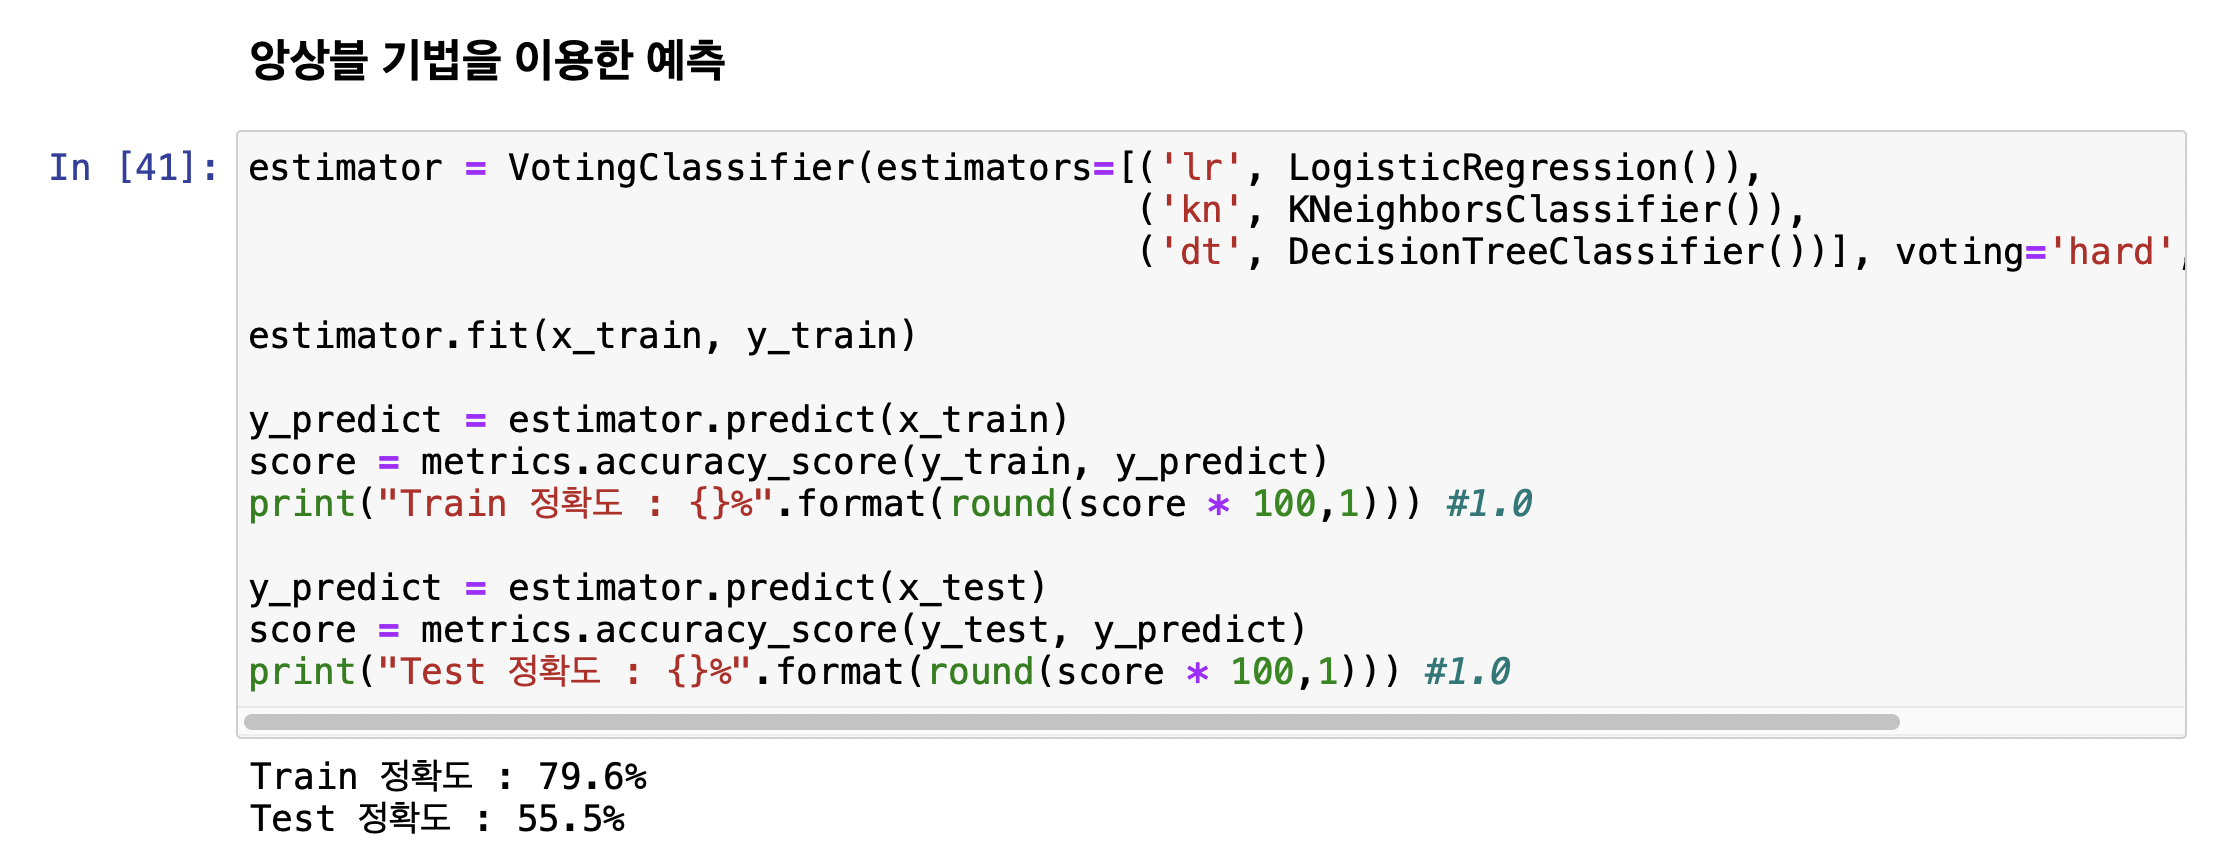 앙상블 기법을 이용한 예측
In [41]: estimator = VotingClassifier(estimators=[('lr', LogisticRegression()),
('kn', KNeighborsClassifier()),
('dt', DecisionTreeClassifier())], voting='hard',
estimator.fit(x_train, y_train)
y_predict = estimator.predict(x_train)
score = metrics.accuracy_score(y_train, y_predict)
print("Train 정확도 : {}%".format(round(score * 100,1))) #1.0
y_predict = estimator.predict(x_test)
score = metrics.accuracy_score(y_test, y_predict)
print("Test 정확도 : {}%".format(round(score * 100,1))) #1.0
Train 정확도 : 79.6%
Test 정확도 : 55.5%